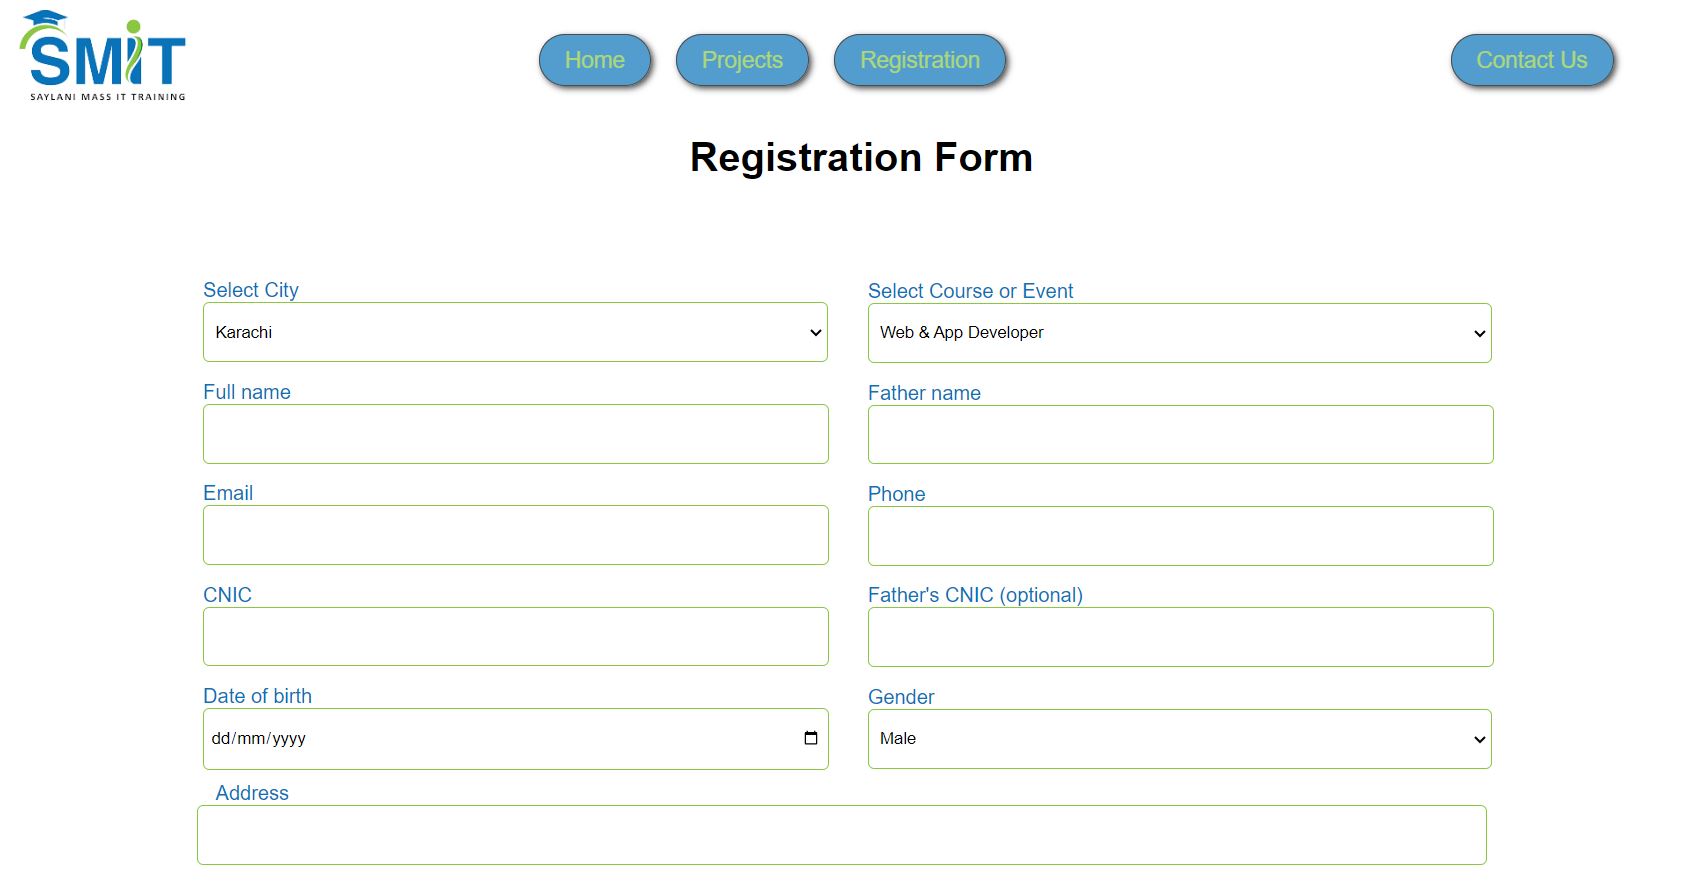 SMIT
SAYLANI MASS IT TRAINING
Home Projects Registration Contact Us
Registration Form
Select City Select Course or Event
Karachi Web & App Developer
Full name Father name
Email Phone
CNIC Father's CNIC (optional)
Date of birth Gender
dd/mm/yyyy Male
Address